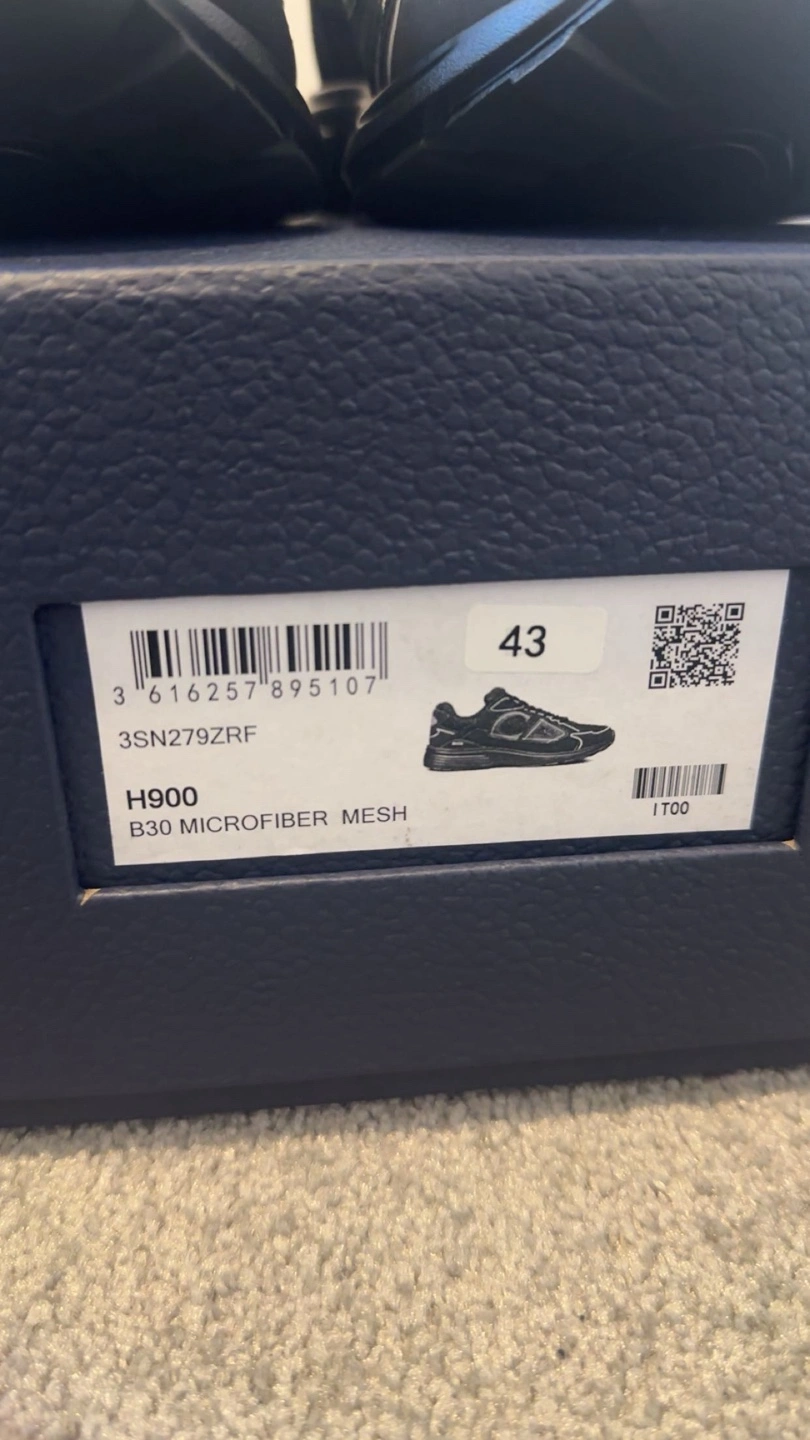 43
3 616257 895107
3SN279ZRF
H900
B30 MICROFIBER MESH
IT00